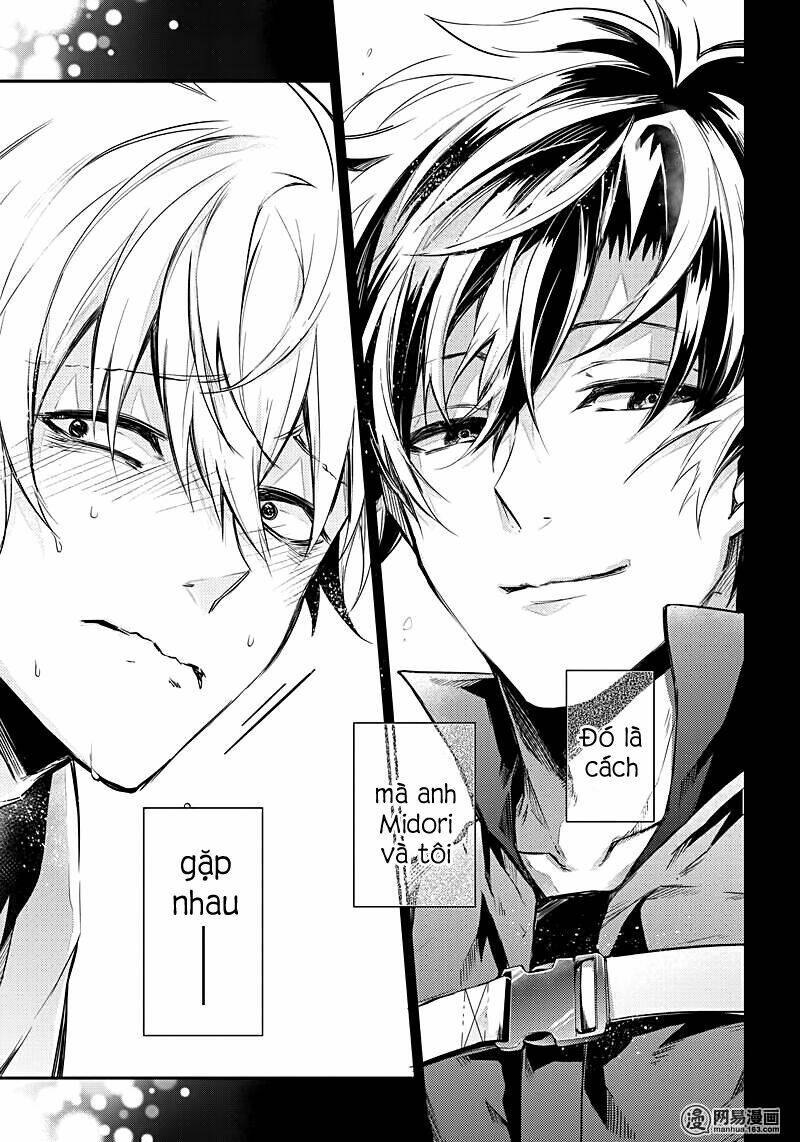 Đó là
cách
mà anh
Midori
và tôi
gặp
nhau
—
网易漫画
manhua.163.com